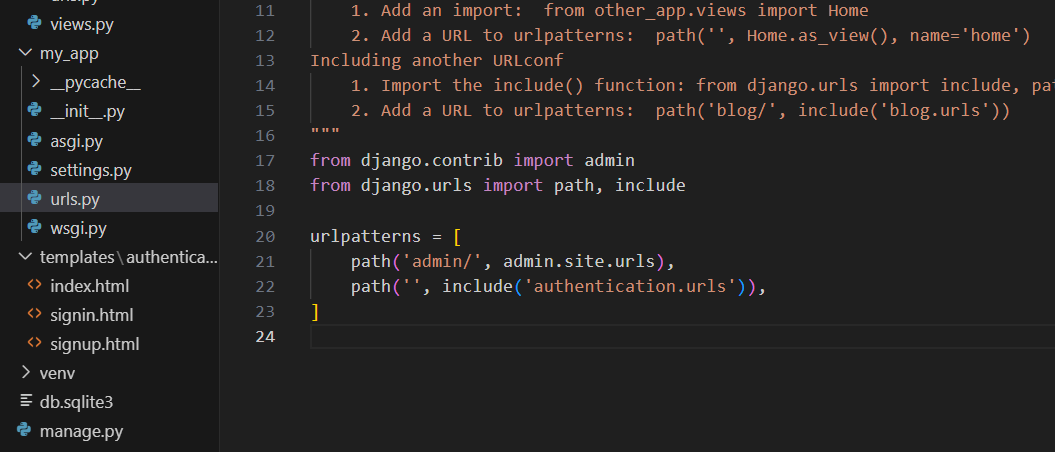 views.py
my_app
__pycache__
__init__.py
asgi.py
settings.py
urls.py
wsgi.py
templates\authentica...
index.html
signin.html
signup.html
venv
db.sqlite3
manage.py
11 1. Add an import:  from other_app.views import Home
12 2. Add a URL to urlpatterns:  path('', Home.as_view(), name='home')
13 Including another URLconf
14 1. Import the include() function: from django.urls import include, pa
15 2. Add a URL to urlpatterns:  path('blog/', include('blog.urls'))
16 """
17 from django.contrib import admin
18 from django.urls import path, include
19
20 urlpatterns = [
21 path('admin/', admin.site.urls),
22 path('', include('authentication.urls')),
23 ]
24